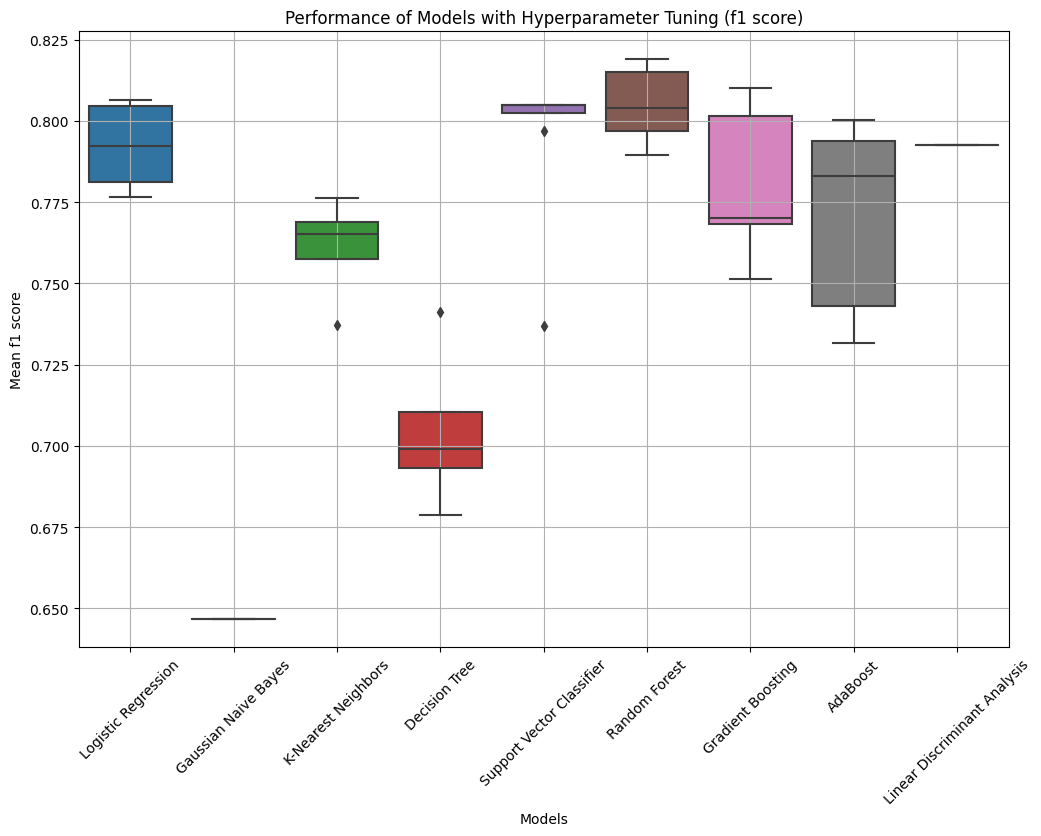 Performance of Models with Hyperparameter Tuning (f1 score)
Mean f1 score
0.825
0.800
0.775
0.750
0.725
0.700
0.675
0.650
Logistic Regression
Gaussian Naive Bayes
K-Nearest Neighbors
Decision Tree
Support Vector Classifier
Random Forest
Gradient Boosting
AdaBoost
Linear Discriminant Analysis
Models